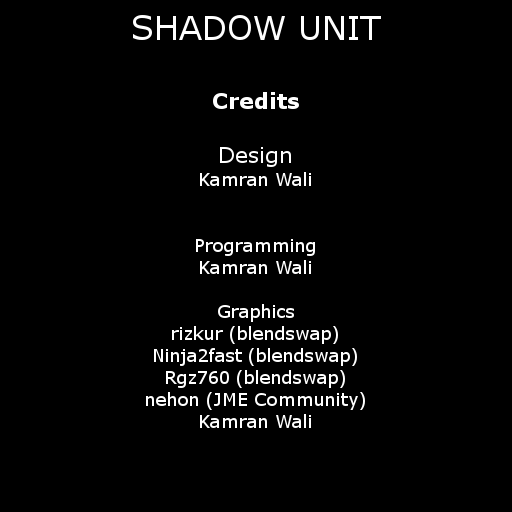 SHADOW UNIT
Credits
Design
Kamran Wali
Programming
Kamran Wali
Graphics
rizkur (blendswap)
Ninja2fast (blendswap)
Rgz760 (blendswap)
nehon (JME Community)
Kamran Wali